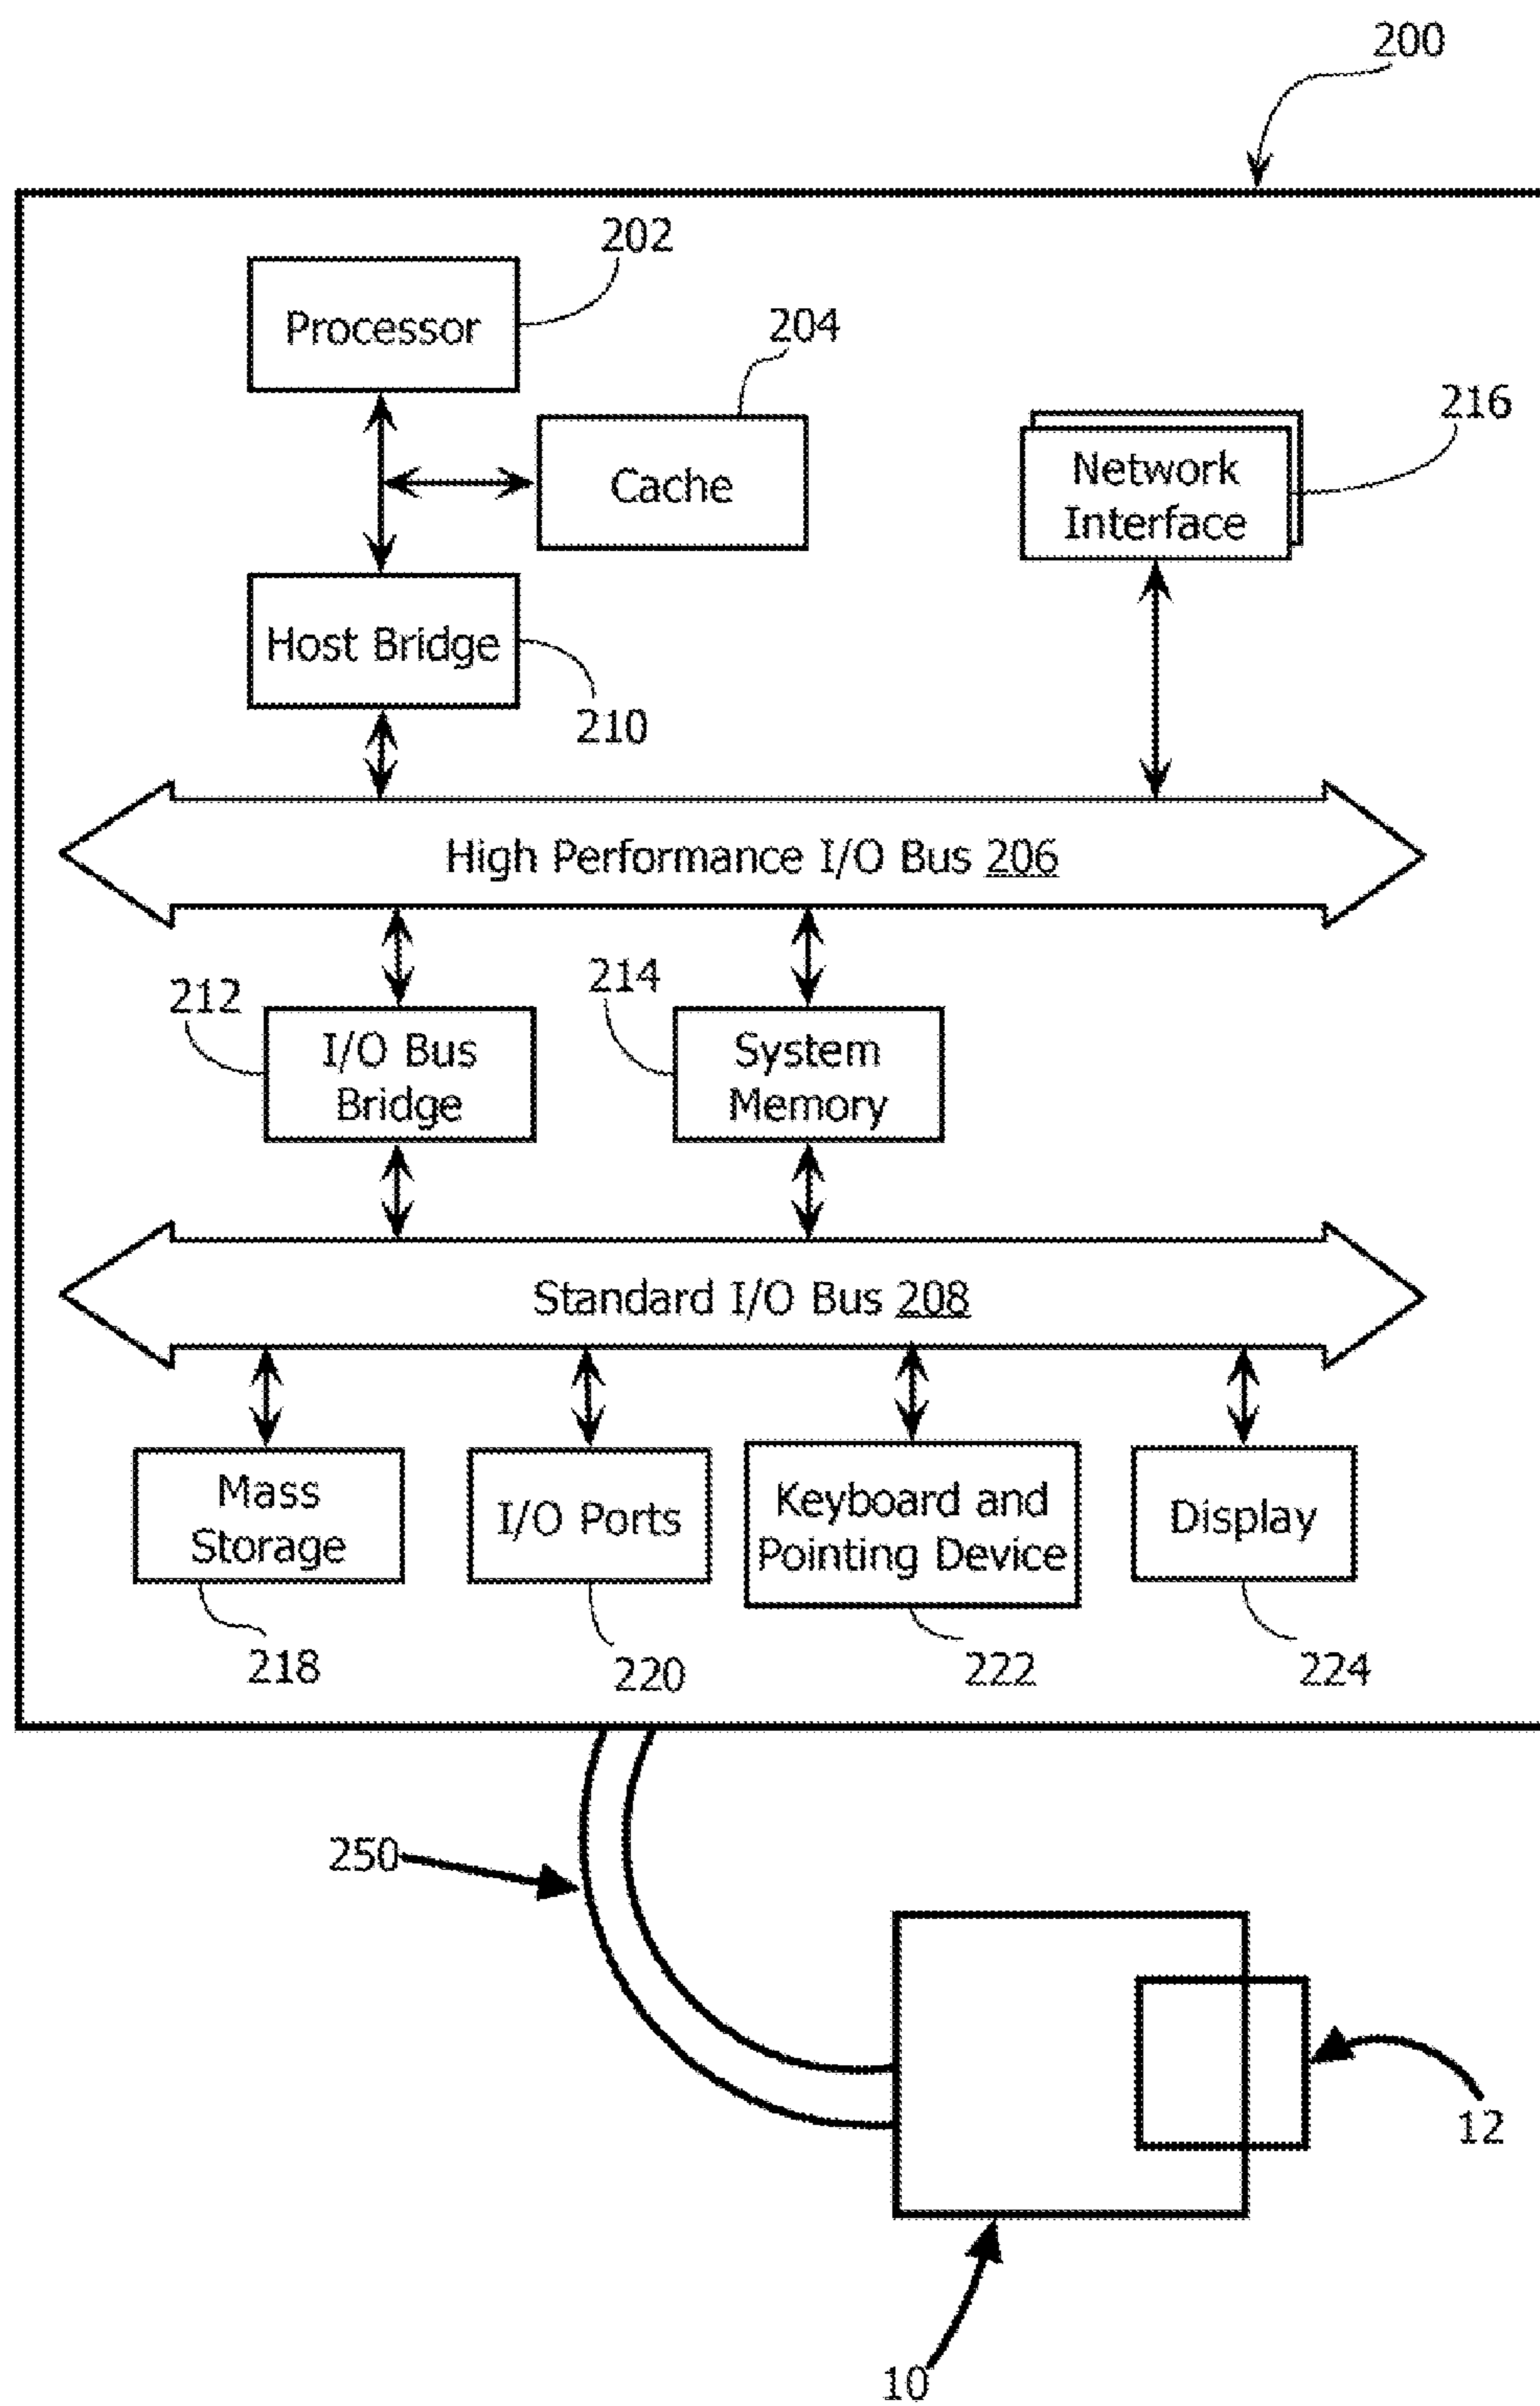 200
202
Processor
204
Cache
216
Network
Interface
Host Bridge
210
High Performance I/O Bus 206
212
I/O Bus
Bridge
214
System
Memory
Standard I/O Bus 208
Mass
Storage
I/O Ports
Keyboard and
Pointing Device
Display
218
220
222
224
250
12
10